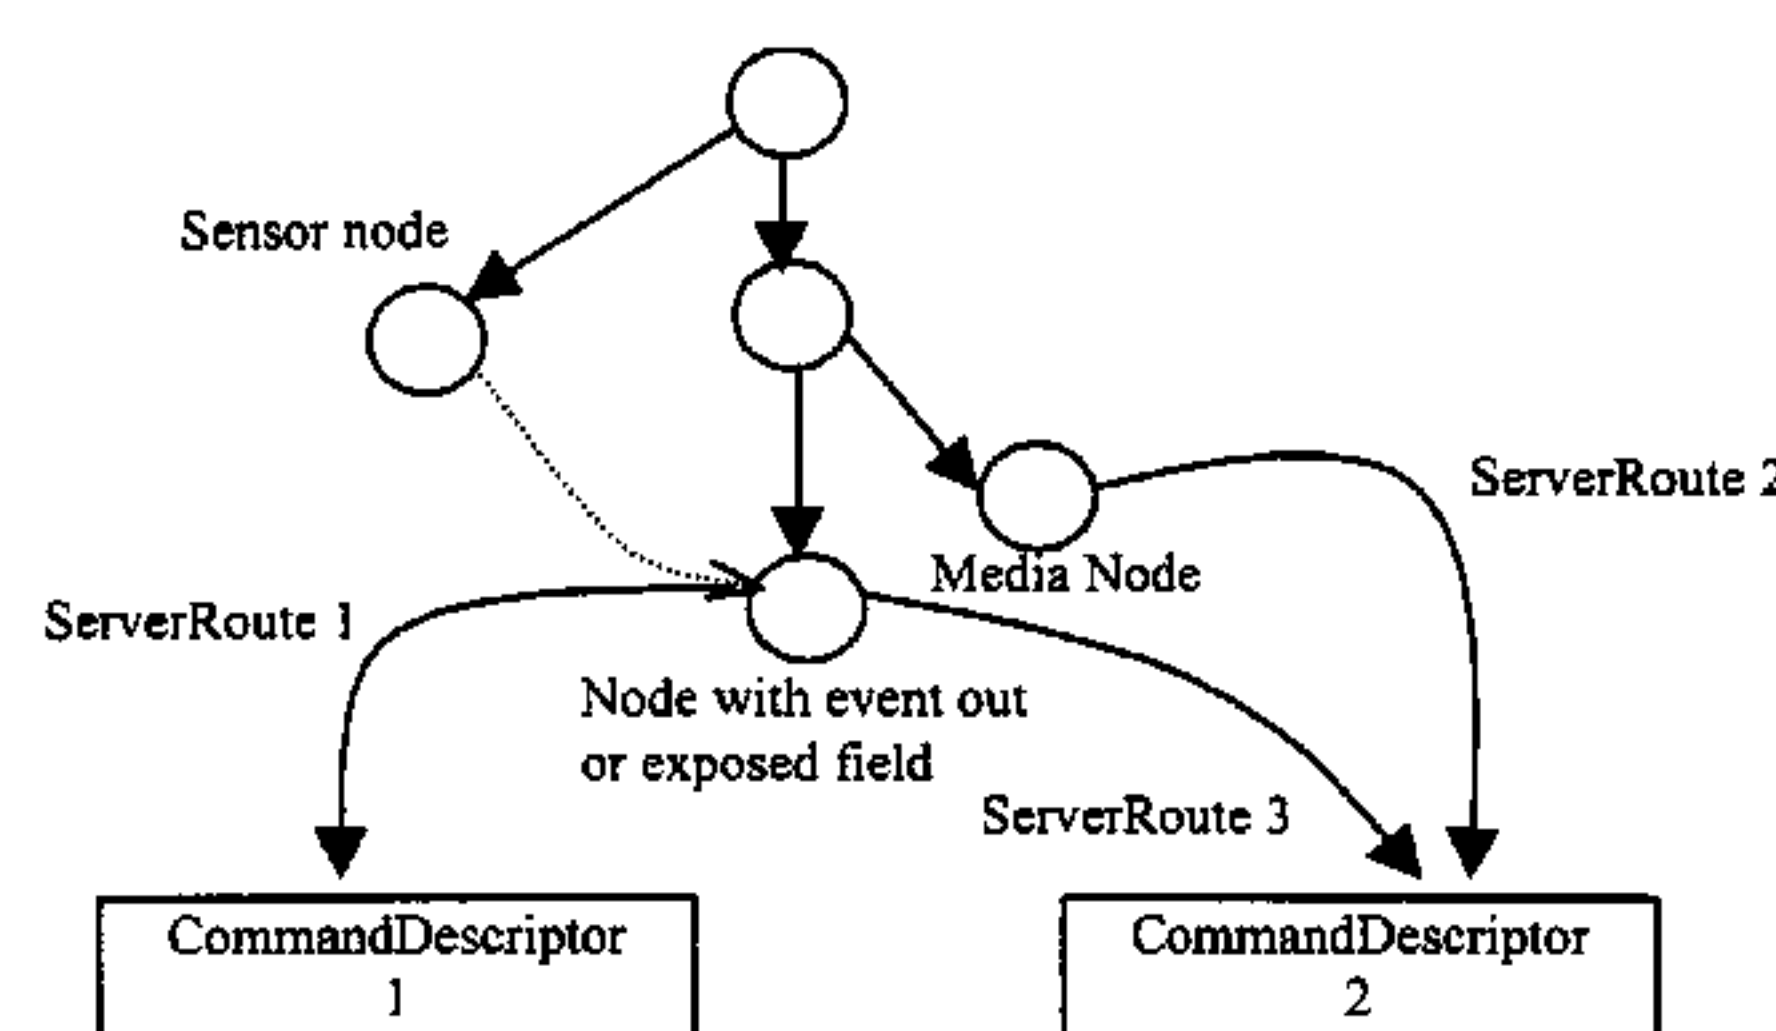 Sensor node
ServerRoute 2
Media Node
ServerRoute 1
Node with event out
or exposed field
ServerRoute 3
CommandDescriptor
1
CommandDescriptor
2